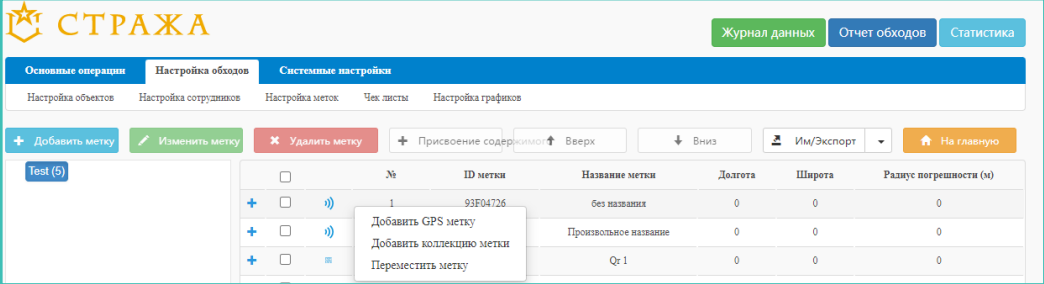 СТРАЖА
Журнал данных Отчет обходов Статистика
Основные операции Настройка обходов Системные настройки
Настройка объектов Настройка сотрудников Настройка меток Чек листы Настройка графиков
Добавить метку Изменить метку Удалить метку Присвоение содержимого Вверх Вниз Им/Экспорт На главную
Test (5)
№ ID метки Название метки Долгота Широта Радиус погрешности (м)
1 93F04726 без названия 0 0 0
Добавить GPS метку
Произвольное название 0 0 0
Добавить коллекцию метки
Переместить метку
Qr 1 0 0 0